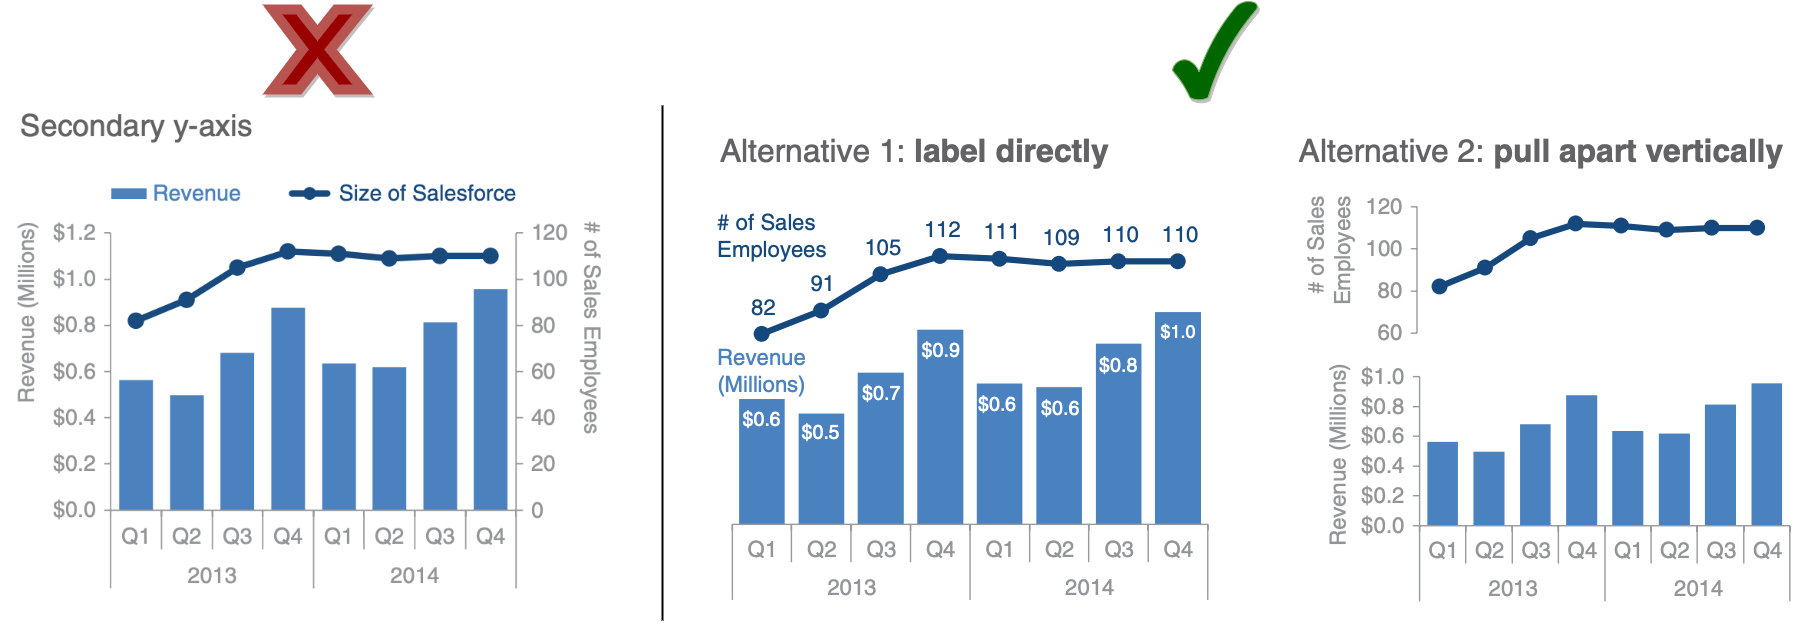 Secondary y-axis
Revenue
Size of Salesforce
Revenue (Millions)
$1.2
$1.0
$0.8
$0.6
$0.4
$0.2
$0.0
120
100
80
60
40
20
0
# of Sales Employees
Q1 Q2 Q3 Q4 Q1 Q2 Q3 Q4
2013 2014
Alternative 1: label directly
# of Sales
Employees
82 91 105 112 111 109 110 110
Revenue
(Millions)
$0.6 $0.5 $0.7 $0.9 $0.6 $0.6 $0.8 $1.0
Q1 Q2 Q3 Q4 Q1 Q2 Q3 Q4
2013 2014
Alternative 2: pull apart vertically
# of Sales
Employees
120
100
80
60
Revenue (Millions)
$1.0
$0.8
$0.6
$0.4
$0.2
$0.0
Q1 Q2 Q3 Q4 Q1 Q2 Q3 Q4
2013 2014